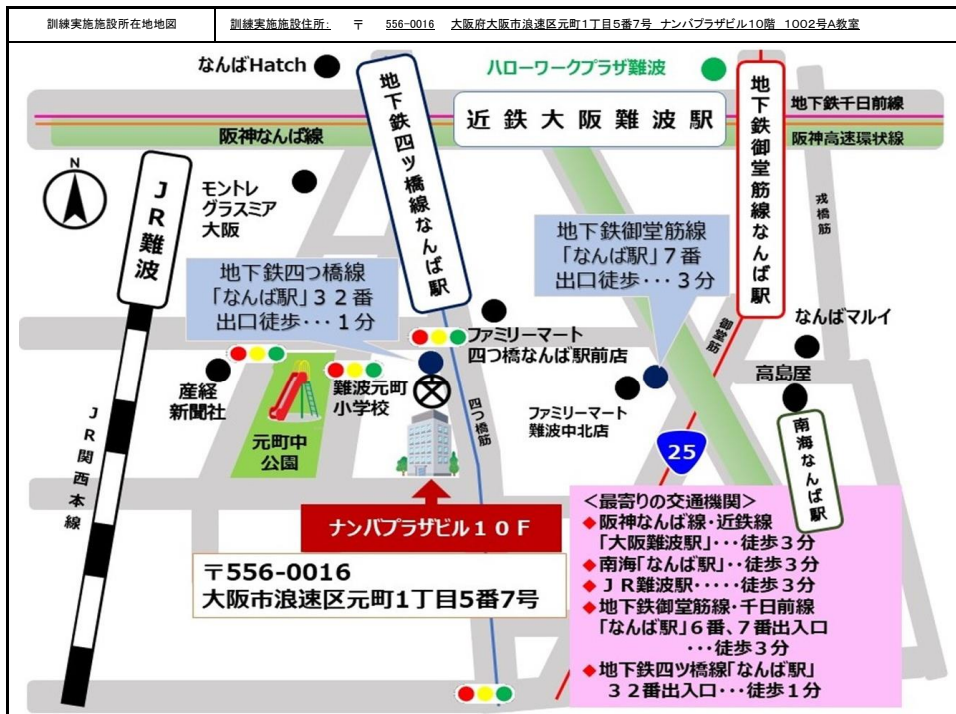 訓練実施施設所在地地図
訓練実施施設住所: 〒 556-0016 大阪府大阪市浪速区元町1丁目5番7号 ナンバプラザビル10階 1002号A教室
なんばHatch
ハローワークプラザ難波
地下鉄四ツ橋線なんば駅
近鉄大阪難波駅
地下鉄御堂筋線なんば駅
地下鉄千日前線
阪神なんば線
阪神高速環状線
N
JR難波
モントレ
グラスミア
大阪
戎橋筋
地下鉄四つ橋線
「なんば駅」32番
出口徒歩・・・1分
地下鉄御堂筋線
「なんば駅」7番
出口徒歩・・・3分
ファミリーマート
四つ橋なんば駅前店
御堂筋
なんばマルイ
高島屋
産経
新聞社
難波元町
小学校
元町中
公園
四つ橋筋
ファミリーマート
難波中北店
南海なんば駅
25
JR関西本線
ナンバプラザビル10F
〒556-0016
大阪市浪速区元町1丁目5番7号
<最寄りの交通機関>
◆阪神なんば線・近鉄線
「大阪難波駅」・・・徒歩3分
◆南海「なんば駅」・・徒歩3分
◆JR難波駅・・・・・徒歩3分
◆地下鉄御堂筋線・千日前線
「なんば駅」6番、7番出入口
・・・徒歩3分
◆地下鉄四ツ橋線「なんば駅」
32番出入口・・・徒歩1分